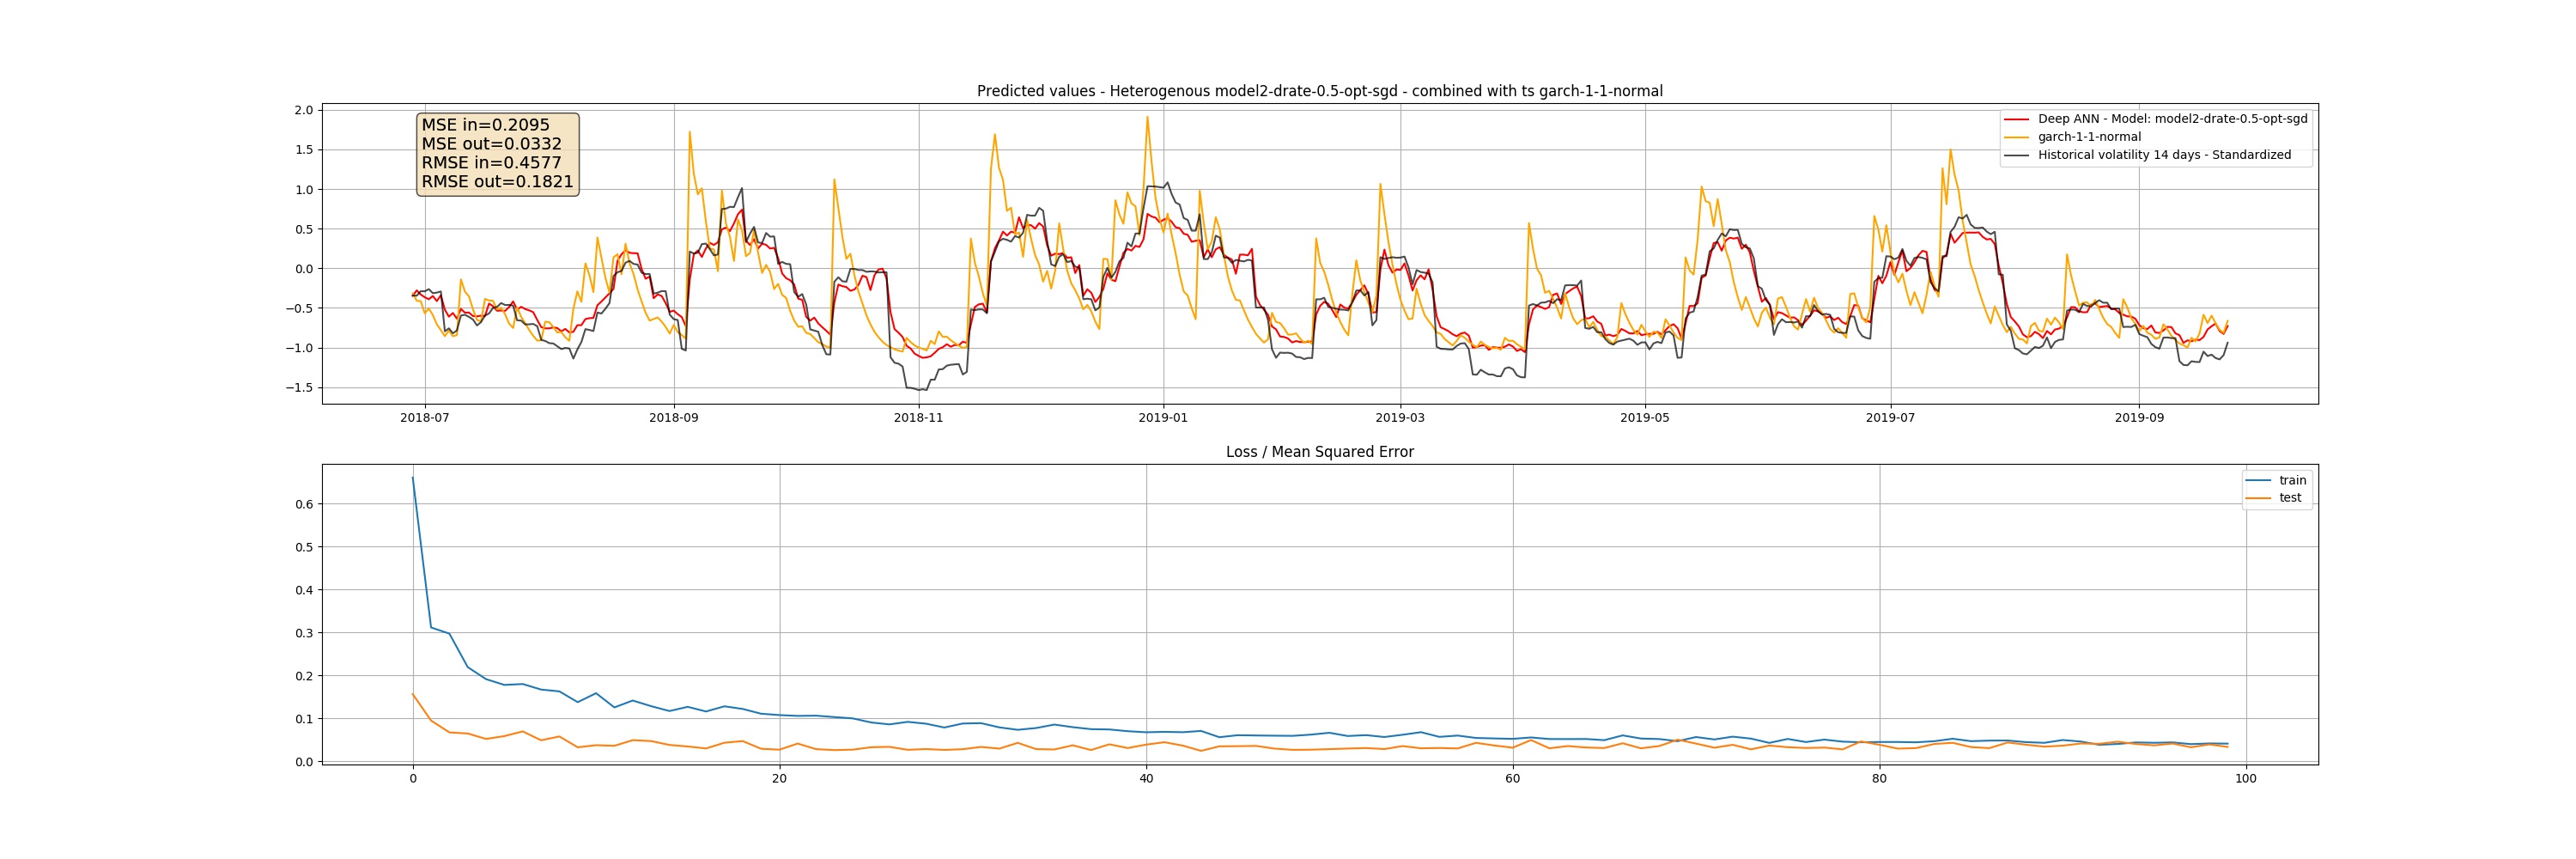 Predicted values - Heterogenous model2-drate-0.5-opt-sgd - combined with ts garch-1-1-normal
2.0
1.5
1.0
0.5
0.0
−0.5
−1.0
−1.5
MSE in=0.2095
MSE out=0.0332
RMSE in=0.4577
RMSE out=0.1821
Deep ANN - Model: model2-drate-0.5-opt-sgd
garch-1-1-normal
Historical volatility 14 days - Standardized
2018-07 2018-09 2018-11 2019-01 2019-03 2019-05 2019-07 2019-09
Loss / Mean Squared Error
0.6
0.5
0.4
0.3
0.2
0.1
0.0
train
test
0 20 40 60 80 100